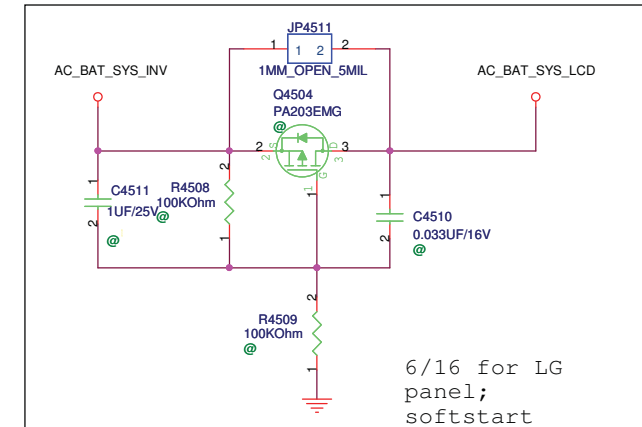 JP4511
1 1 2 2
1MM_OPEN_5MIL
AC_BAT_SYS_INV
AC_BAT_SYS_LCD
Q4504
PA203EMG
@
2 2 S D 3 3
G
1 1
1
C4511
1UF/25V
2
@
2
R4508
100KOhm
@
1
1
C4510
0.033UF/16V
2
@
2
R4509
100KOhm
@
1
6/16 for LG
panel;
softstart